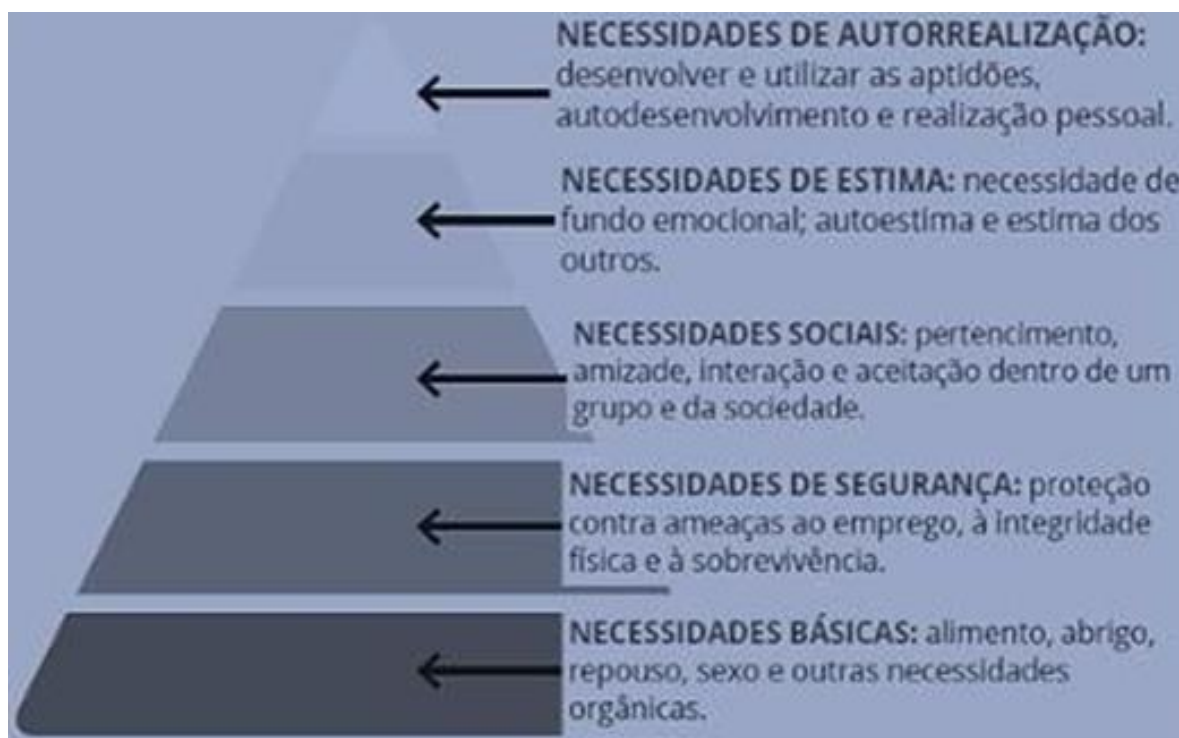 NECESSIDADES DE AUTORREALIZAÇÃO:
desenvolver e utilizar as aptidões,
autodesenvolvimento e realização pessoal.
NECESSIDADES DE ESTIMA: necessidade de
fundo emocional; autoestima e estima dos
outros.
NECESSIDADES SOCIAIS: pertencimento,
amizade, interação e aceitação dentro de um
grupo e da sociedade.
NECESSIDADES DE SEGURANÇA: proteção
contra ameaças ao emprego, à integridade
física e à sobrevivência.
NECESSIDADES BÁSICAS: alimento, abrigo,
repouso, sexo e outras necessidades
orgânicas.